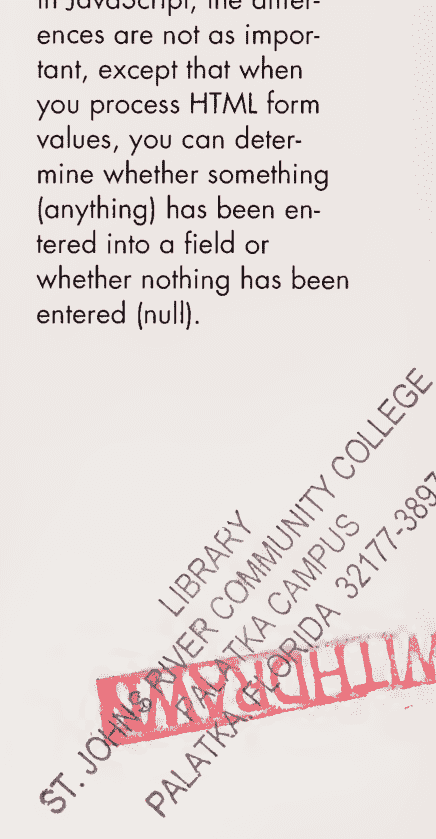 in JavaScript, the differ-
ences are not as impor-
tant, except that when
you process HTML form
values, you can deter-
mine whether something
(anything) has been en-
tered into a field or
whether nothing has been
entered (null).
LIBRARY
ST. JOHNS RIVER COMMUNITY COLLEGE
PALATKA CAMPUS
PALATKA, FLORIDA 32177-3897
WITHDRAWN